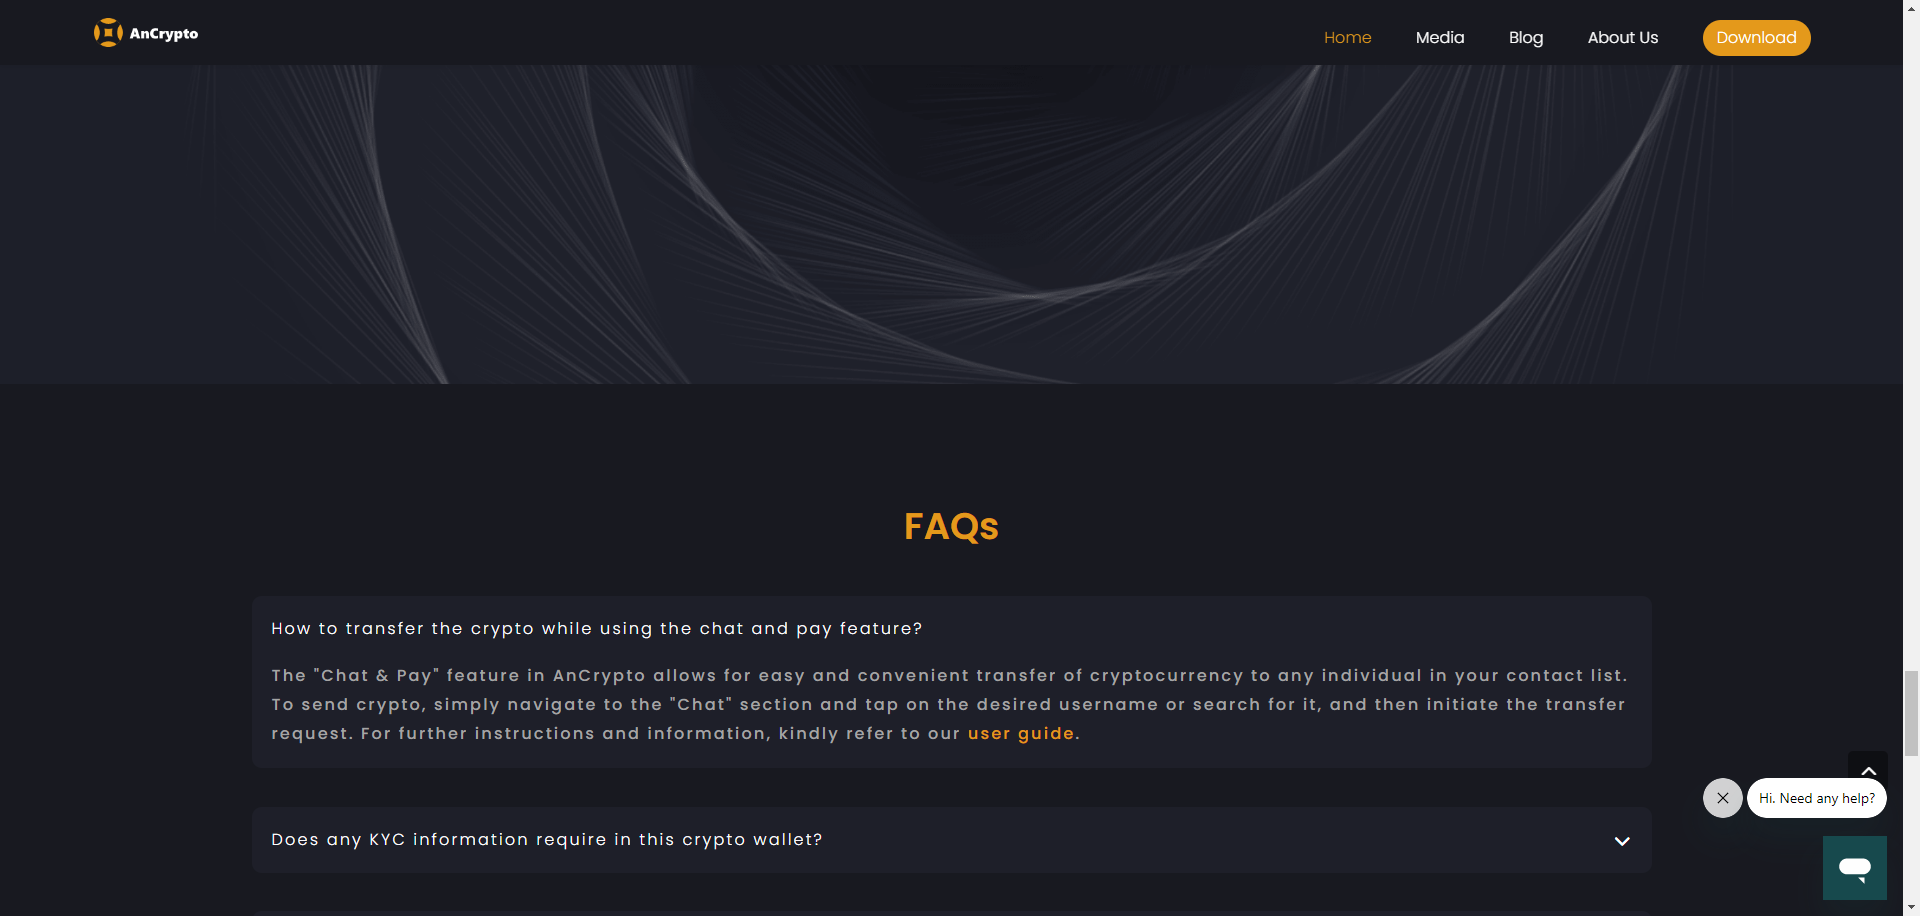 AnCrypto
Home Media Blog About Us Download
FAQs
How to transfer the crypto while using the chat and pay feature?
The "Chat & Pay" feature in AnCrypto allows for easy and convenient transfer of cryptocurrency to any individual in your contact list.
To send crypto, simply navigate to the "Chat" section and tap on the desired username or search for it, and then initiate the transfer
request. For further instructions and information, kindly refer to our user guide.
Hi. Need any help?
Does any KYC information require in this crypto wallet?